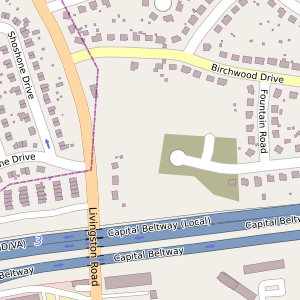 Shoshone Drive
Birchwood Drive
Fountain Road
ne Drive
Livingston Road
Capital Beltway (Local)
Capital Beltway
DIVA)
3
Capital Beltway
Beltway